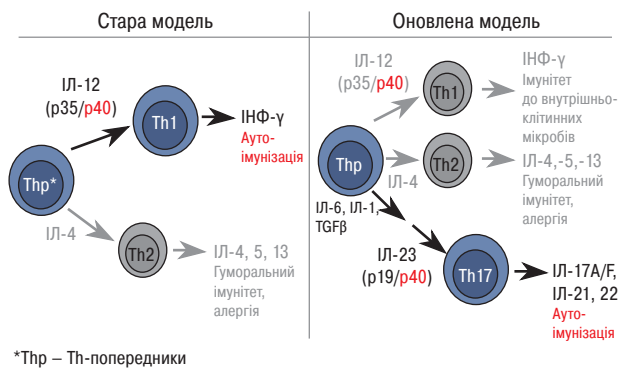 Стара модель
ІЛ-12
(p35/p40)
Th1
ІНФ-γ
Ауто-
імунізація
Thp*
ІЛ-4
Th2
ІЛ-4, 5, 13
Гуморальний
імунітет,
алергія
Оновлена модель
ІЛ-12
(p35/p40)
Th1
ІНФ-γ
Імунітет
до внутрішньо-
клітинних
мікробів
Thp
ІЛ-4
Th2
ІЛ-4,-5,-13
Гуморальний
імунітет,
алергія
ІЛ-6, ІЛ-1,
TGFβ
ІЛ-23
(p19/p40)
Th17
ІЛ-17A/F,
ІЛ-21, 22
Ауто-
імунізація
*Thp – Th-попередники